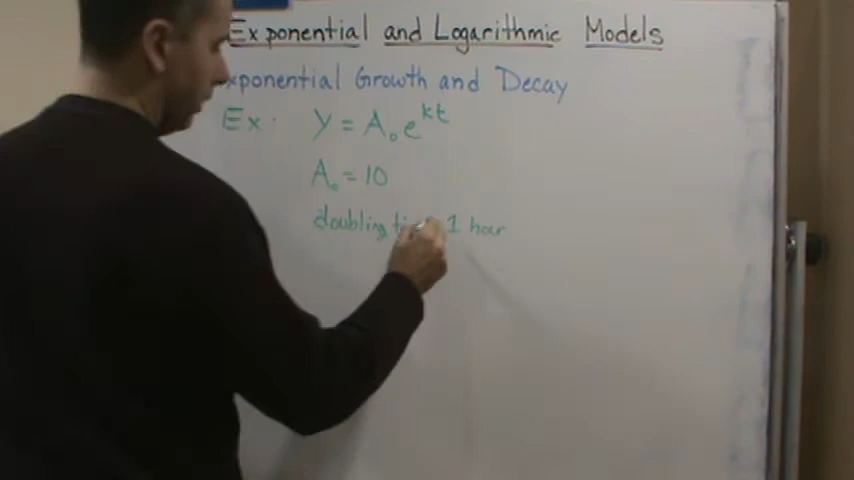 Exponential and Logarithmic Models
xponential Growth and Decay
Ex: y = A₀e^kt
A₀ = 10
doubling 1 hour